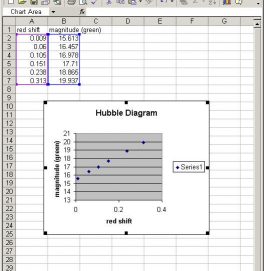 Chart Area
A B C D E F G
1 red shift magnitude (green)
2 0.009 15.613
3 0.06 16.457
4 0.105 16.978
5 0.151 17.71
6 0.238 18.865
7 0.313 19.937
8
9
10
11
12
13
14
15
16
17
18
19
20
21
22
23
24
25
26
27
28
29
Hubble Diagram
magnitude (green)
21
20
19
18
17
16
15
14
13
0 0.2 0.4
red shift
Series1